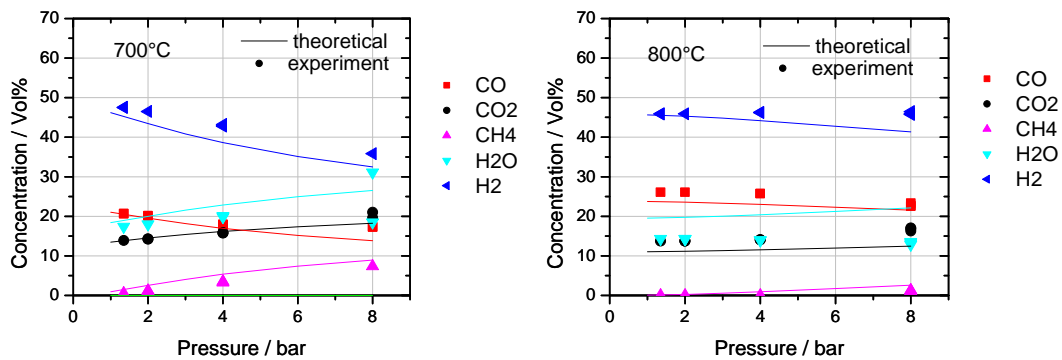 70
60
50
40
30
20
10
0
Concentration / Vol%
700°C
theoretical
experiment
0 2 4 6 8
Pressure / bar
CO
CO2
CH4
H2O
H2
70
60
50
40
30
20
10
0
Concentration / Vol%
800°C
theoretical
experiment
0 2 4 6 8
Pressure / bar
CO
CO2
CH4
H2O
H2